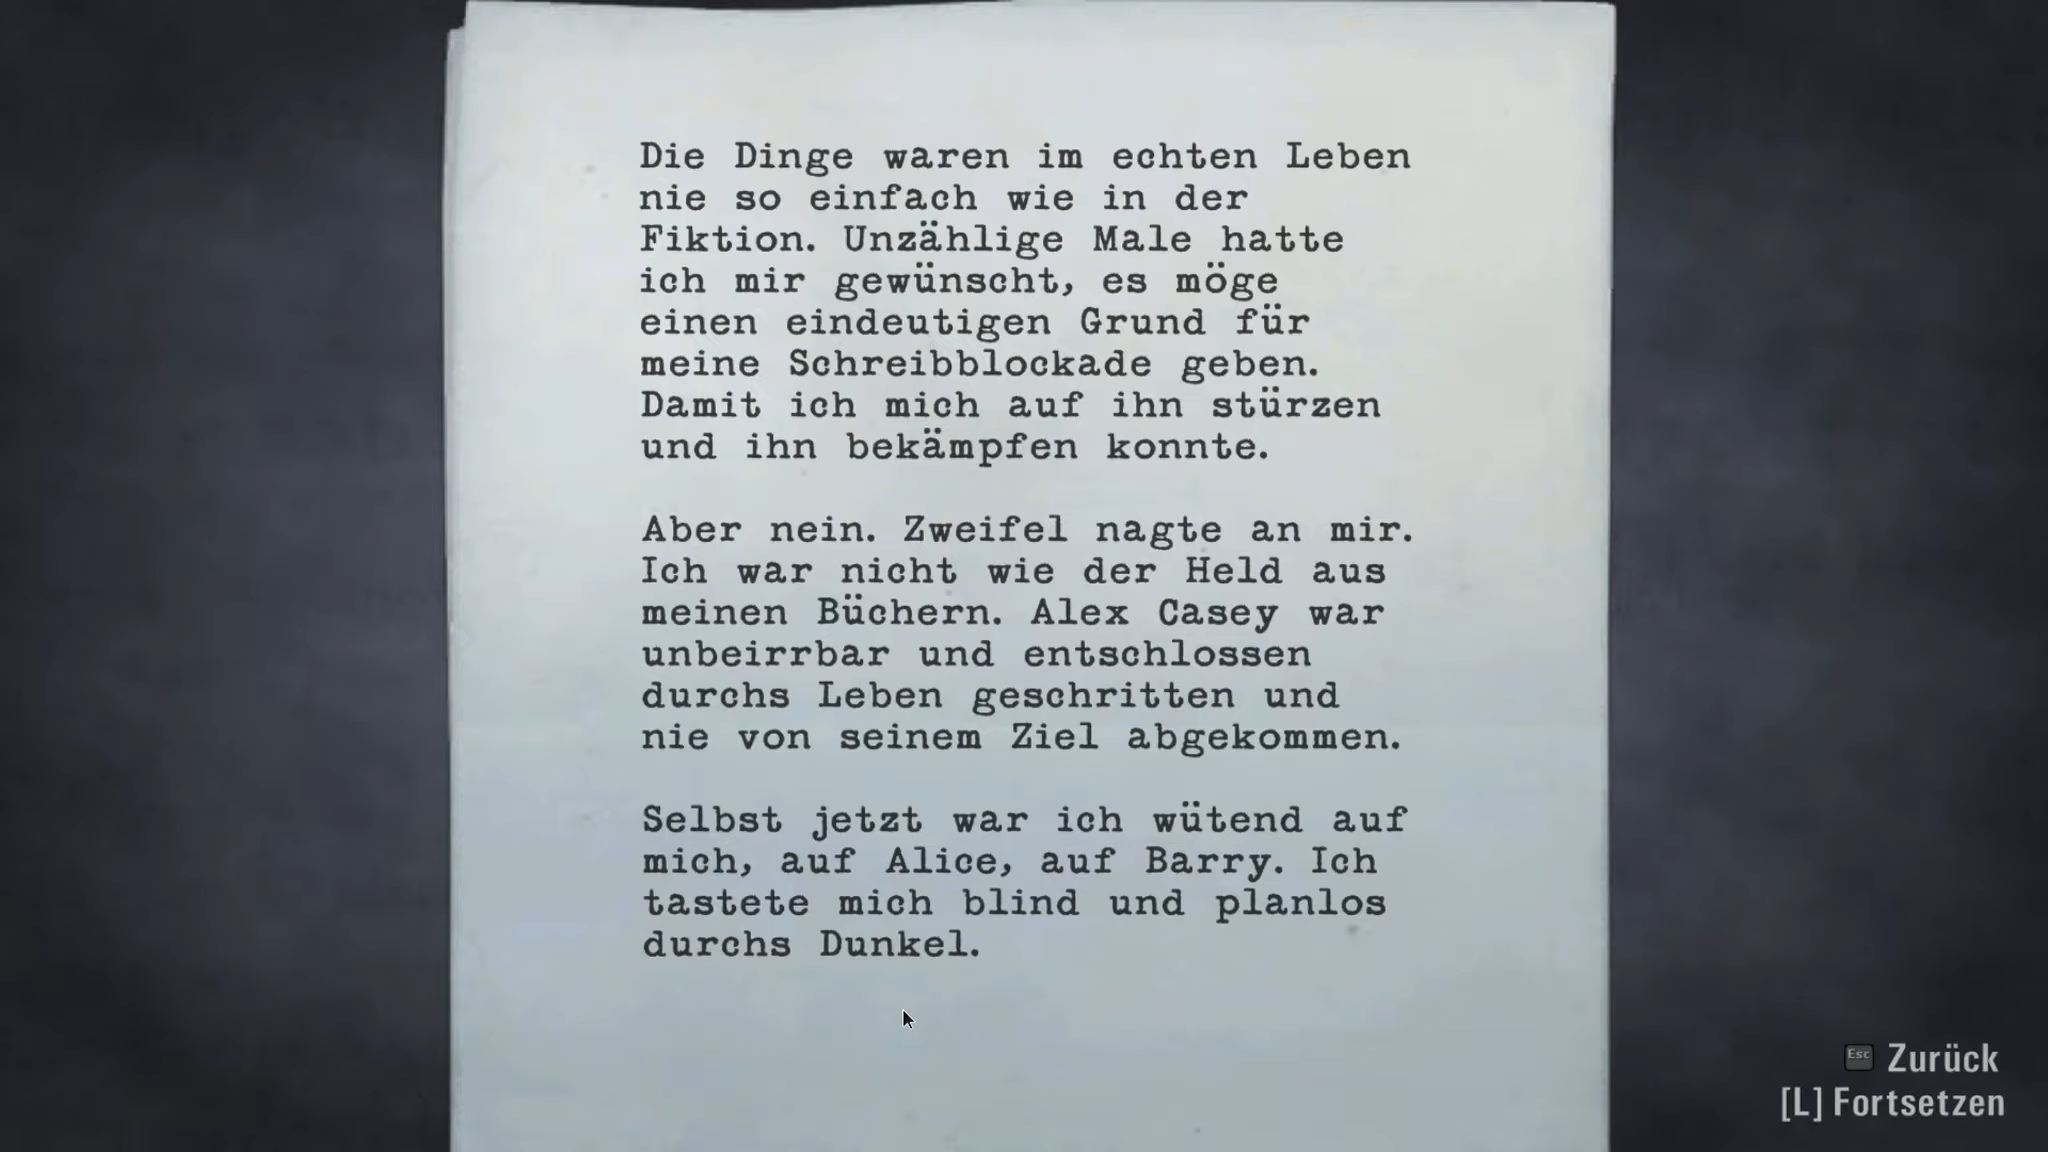 Die Dinge waren im echten Leben
nie so einfach wie in der
Fiktion. Unzählige Male hatte
ich mir gewünscht, es möge
einen eindeutigen Grund für
meine Schreibblockade geben.
Damit ich mich auf ihn stürzen
und ihn bekämpfen konnte.
Aber nein. Zweifel nagte an mir.
Ich war nicht wie der Held aus
meinen Büchern. Alex Casey war
unbeirrbar und entschlossen
durchs Leben geschritten und
nie von seinem Ziel abgekommen.
Selbst jetzt war ich wütend auf
mich, auf Alice, auf Barry. Ich
tastete mich blind und planlos
durchs Dunkel.
Esc Zurück
[L] Fortsetzen